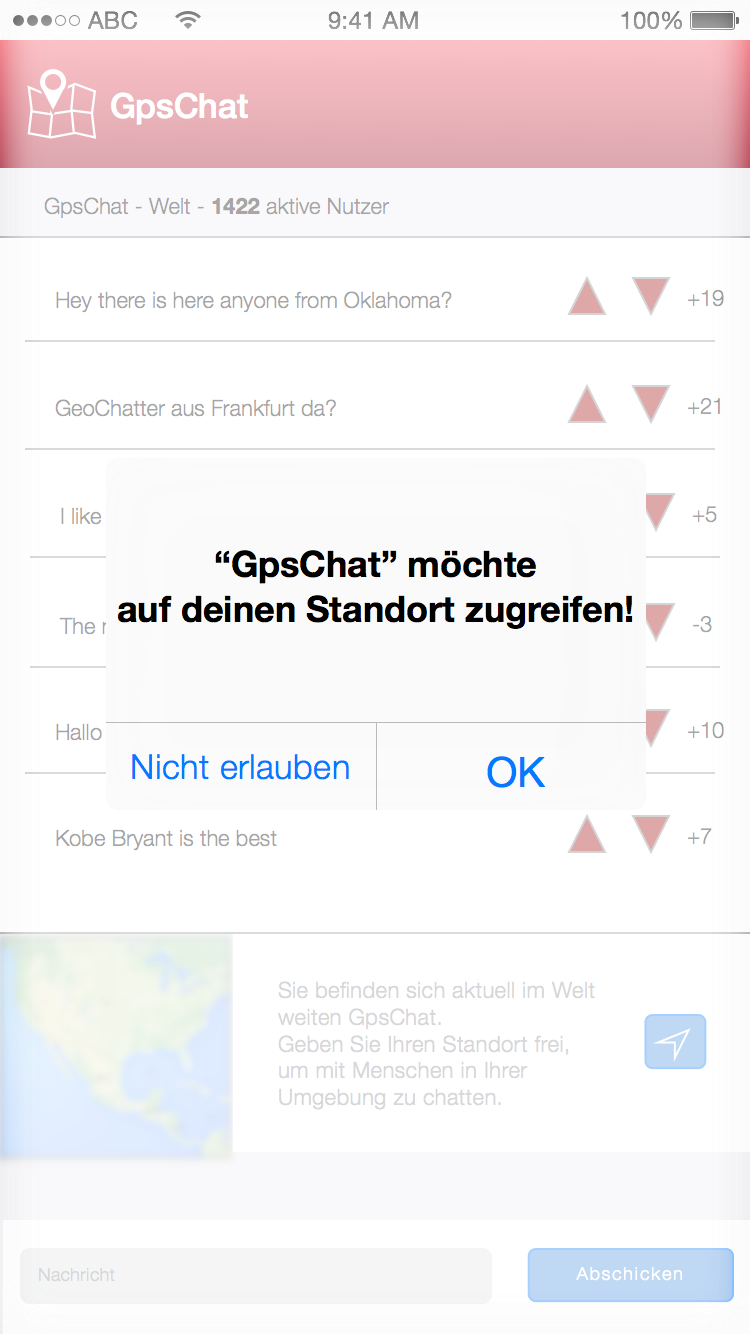 ABC 9:41 AM 100%
GpsChat
GpsChat - Welt - 1422 aktive Nutzer
Hey there is here anyone from Oklahoma? +19
GeoChatter aus Frankfurt da? +21
I like +5
“GpsChat” möchte
auf deinen Standort zugreifen!
The -3
Hallo +10
Nicht erlauben OK
Kobe Bryant is the best +7
Sie befinden sich aktuell im Welt
weiten GpsChat.
Geben Sie Ihren Standort frei,
um mit Menschen in Ihrer
Umgebung zu chatten.
Nachricht Abschicken